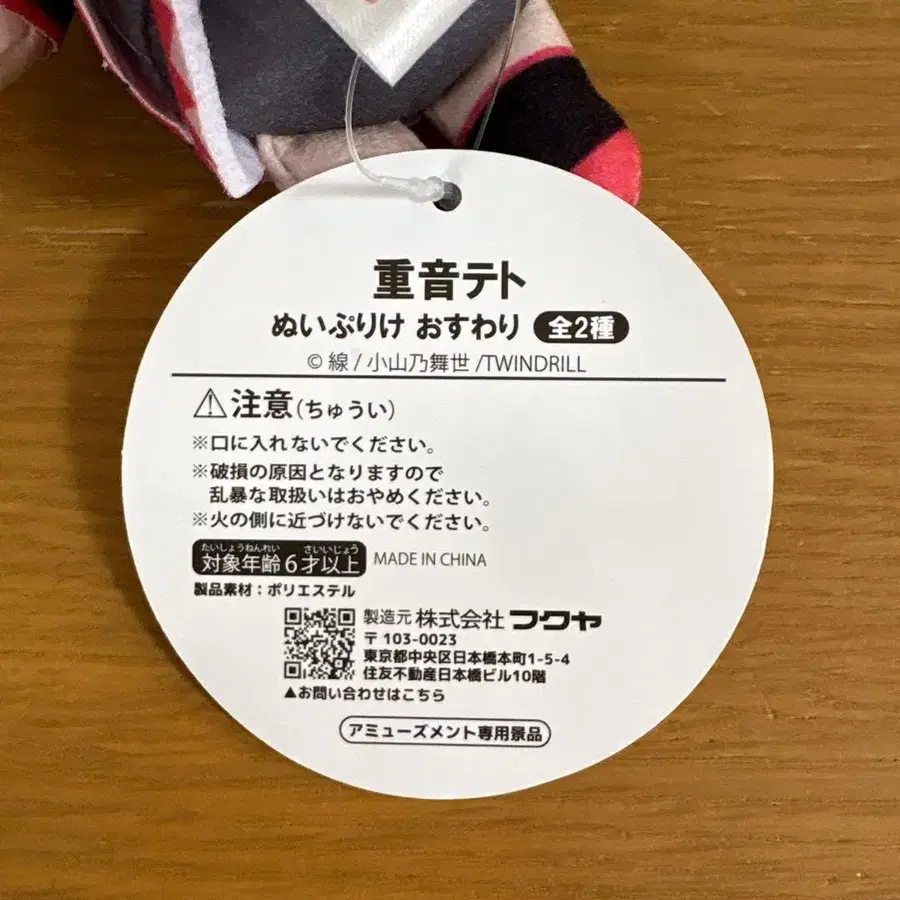 重音テト
ぬいぷりけ おすわり 全2種
© 線 / 小山乃舞世 /TWINDRILL
⚠注意(ちゅうい)
※口に入れないでください。
※破損の原因となりますので
乱暴な取扱いはおやめください。
※火の側に近づけないでください。
たいしょうねんれい さいいじょう
対象年齢6才以上 MADE IN CHINA
製品素材:ポリエステル
製造元 株式会社 フクヤ
〒 103-0023
東京都中央区日本橋本町1-5-4
住友不動産日本橋ビル10階
▲お問い合わせはこちら
アミューズメント専用景品